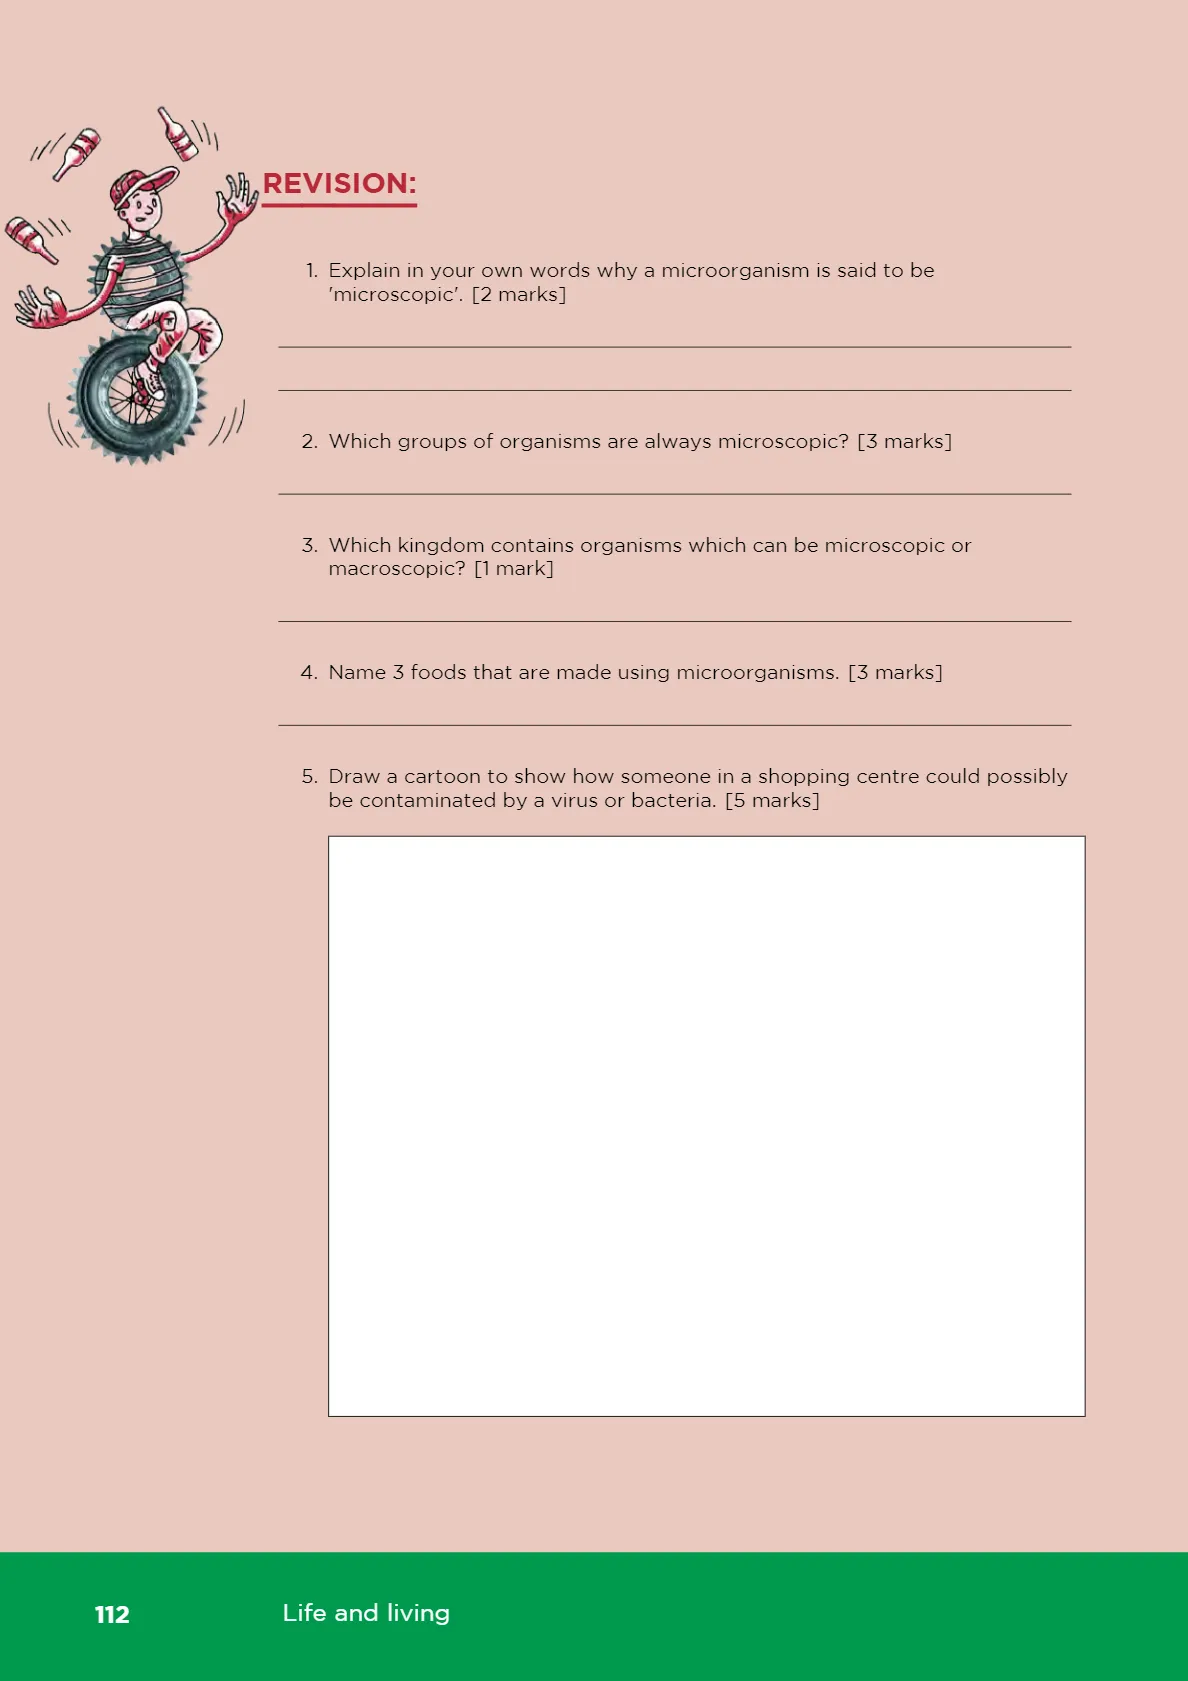 REVISION:
1. Explain in your own words why a microorganism is said to be
'microscopic'. [2 marks]
2. Which groups of organisms are always microscopic? [3 marks]
3. Which kingdom contains organisms which can be microscopic or
macroscopic? [1 mark]
4. Name 3 foods that are made using microorganisms. [3 marks]
5. Draw a cartoon to show how someone in a shopping centre could possibly
be contaminated by a virus or bacteria. [5 marks]
112 Life and living